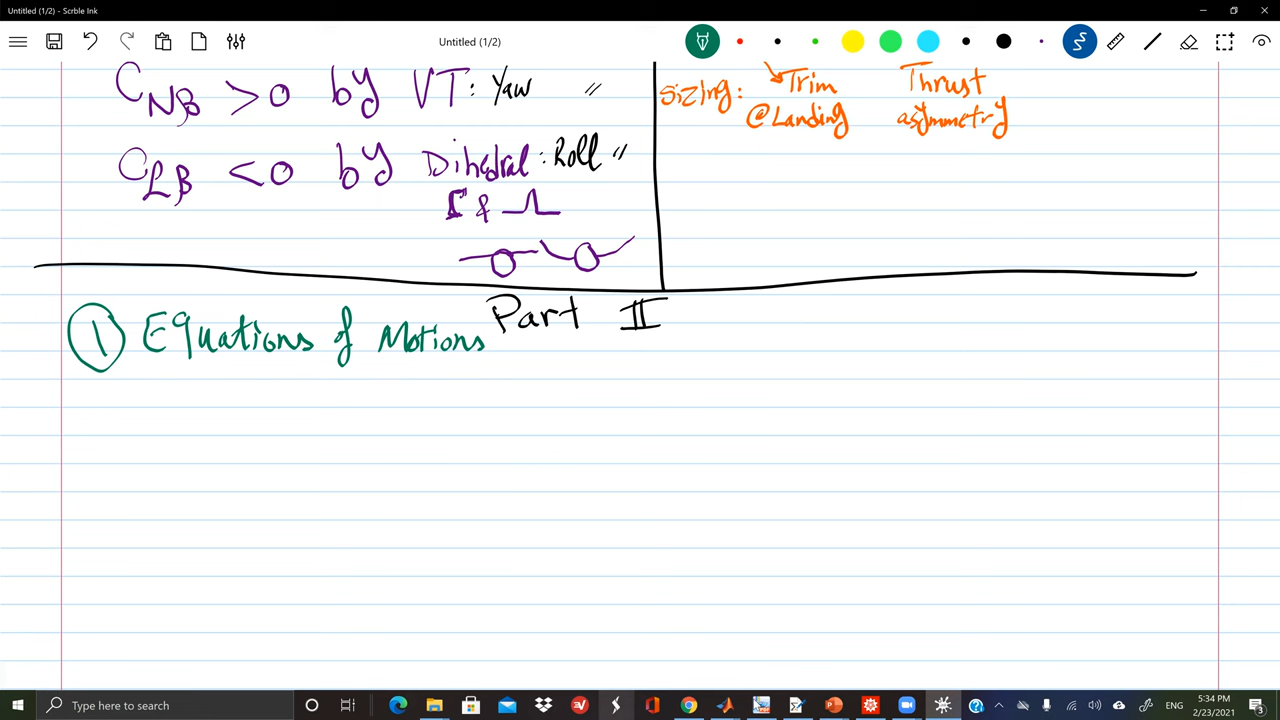 Untitled (1/2) - Scrble Ink
Untitled (1/2)
C_Nβ > 0 by VT : Yaw 〃
C_Lβ < 0 by Dihedral : Roll 〃
Γ & Λ
Sizing : Trim Thrust
@Landing asymmetry
Part II
① Equations of Motions
Type here to search
ENG
5:34 PM
2/23/2021
3